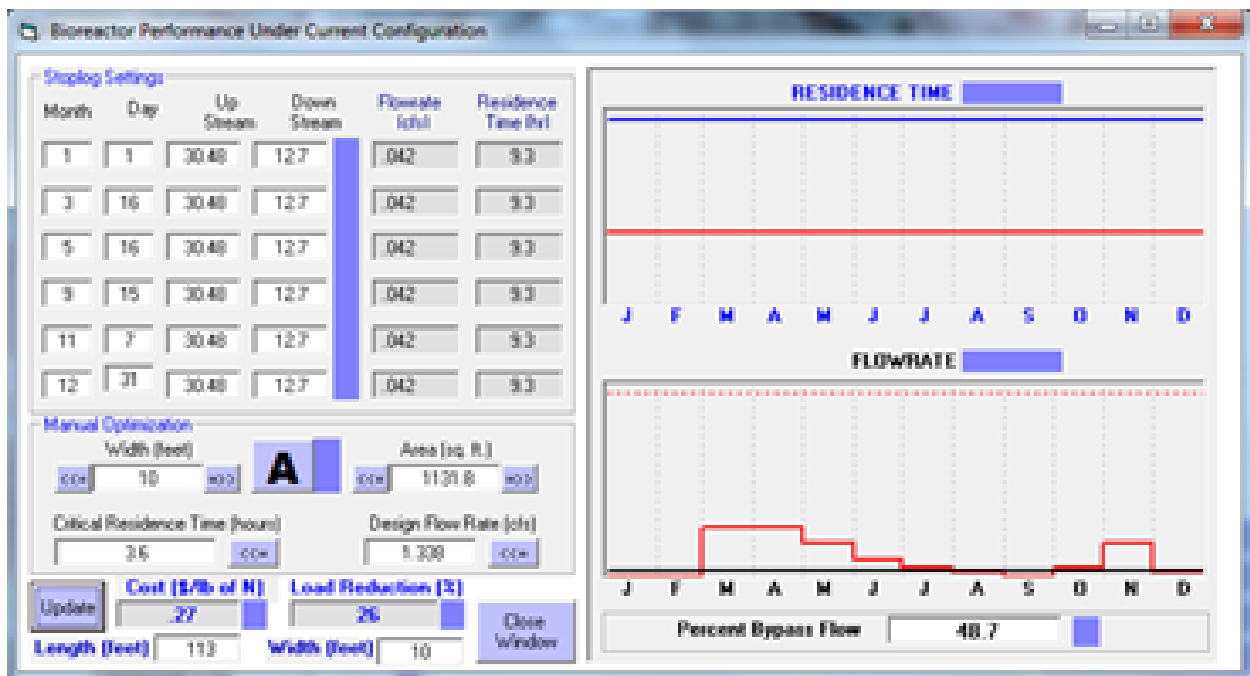 Bioreactor Performance Under Current Configuration
Stoplog Settings
Month Day Up Stream Down Stream Flowrate (cfs) Residence Time (hr)
1 1 30.48 12.7 .042 9.3
3 16 30.48 12.7 .042 9.3
5 16 30.48 12.7 .042 9.3
9 15 30.48 12.7 .042 9.3
11 7 30.48 12.7 .042 9.3
12 31 30.48 12.7 .042 9.3
Manual Optimization
Width (feet) Area (sq. ft.)
<<= 10 =>> A <<= 1131.8 =>>
Critical Residence Time (hours) Design Flow Rate (cfs)
3.6 <<= 1.338 <<=
Update
Cost ($/lb of N) Load Reduction (%)
.27 26
Close
Window
Length (feet) 113 Width (feet) 10
RESIDENCE TIME
J F M A M J J A S O N D
FLOWRATE
J F M A M J J A S O N D
Percent Bypass Flow 48.7